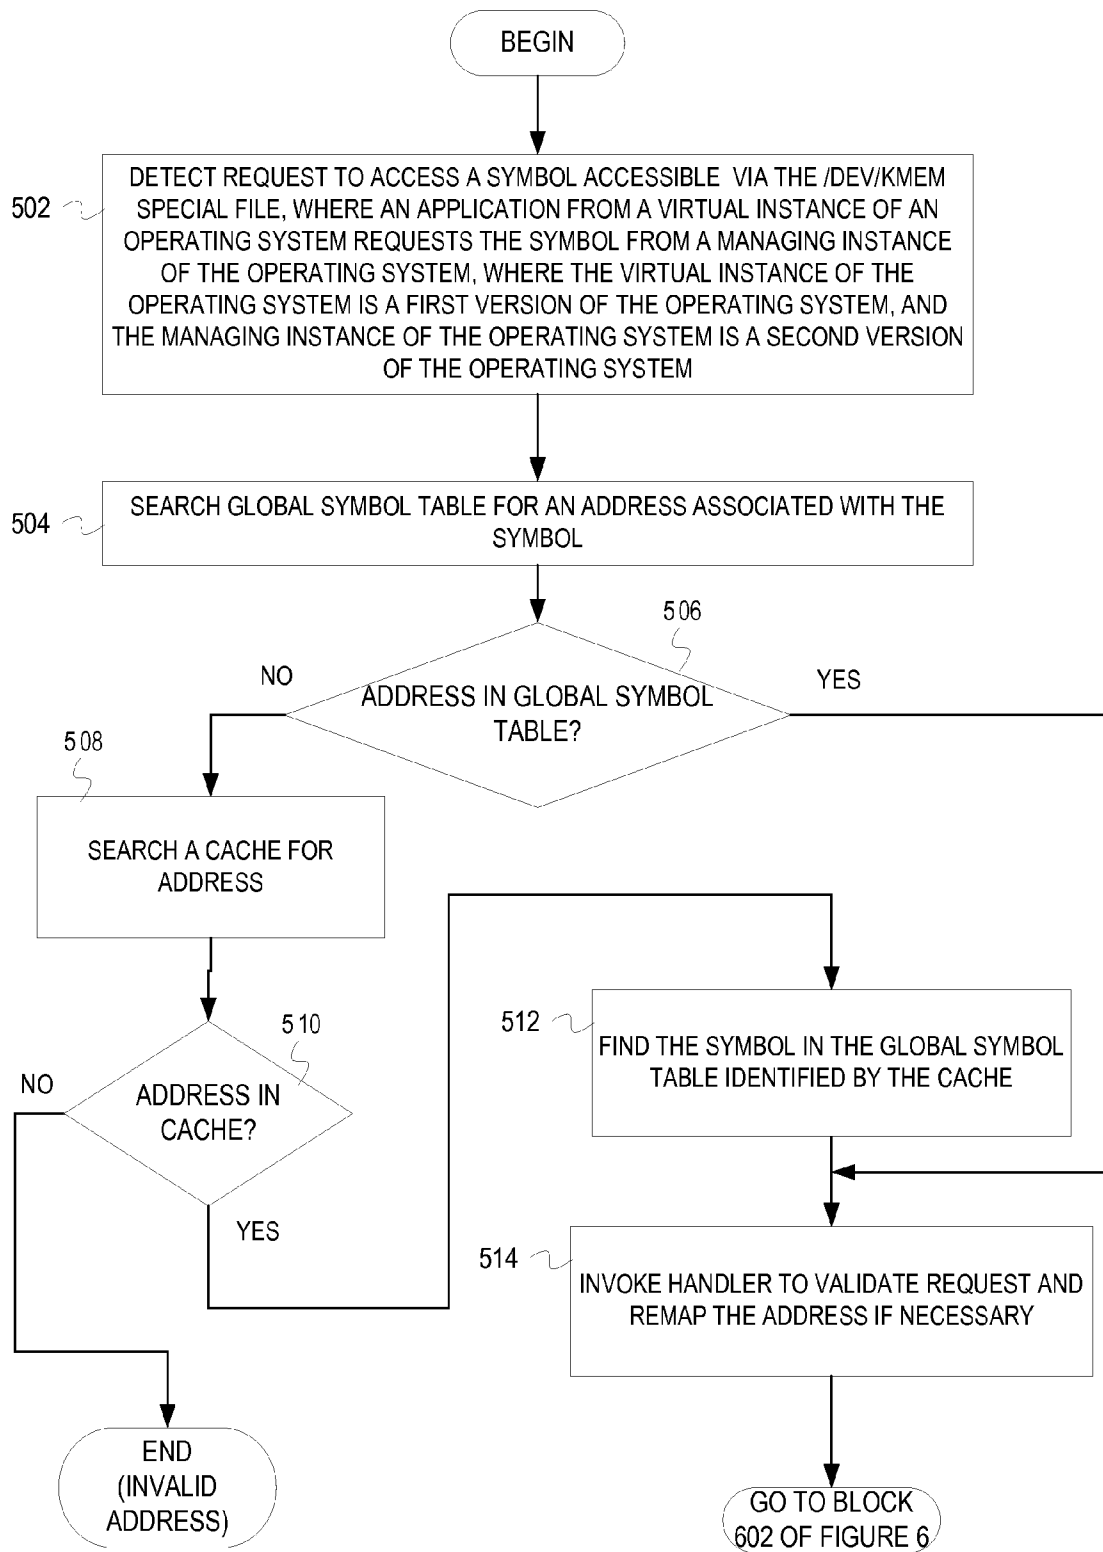 BEGIN
502
DETECT REQUEST TO ACCESS A SYMBOL ACCESSIBLE VIA THE /DEV/KMEM
SPECIAL FILE, WHERE AN APPLICATION FROM A VIRTUAL INSTANCE OF AN
OPERATING SYSTEM REQUESTS THE SYMBOL FROM A MANAGING INSTANCE
OF THE OPERATING SYSTEM, WHERE THE VIRTUAL INSTANCE OF THE
OPERATING SYSTEM IS A FIRST VERSION OF THE OPERATING SYSTEM, AND
THE MANAGING INSTANCE OF THE OPERATING SYSTEM IS A SECOND VERSION
OF THE OPERATING SYSTEM
504
SEARCH GLOBAL SYMBOL TABLE FOR AN ADDRESS ASSOCIATED WITH THE
SYMBOL
506
NO
YES
ADDRESS IN GLOBAL SYMBOL
TABLE?
508
SEARCH A CACHE FOR
ADDRESS
510
NO
ADDRESS IN
CACHE?
YES
512
FIND THE SYMBOL IN THE GLOBAL SYMBOL
TABLE IDENTIFIED BY THE CACHE
514
INVOKE HANDLER TO VALIDATE REQUEST AND
REMAP THE ADDRESS IF NECESSARY
END
(INVALID
ADDRESS)
GO TO BLOCK
602 OF FIGURE 6